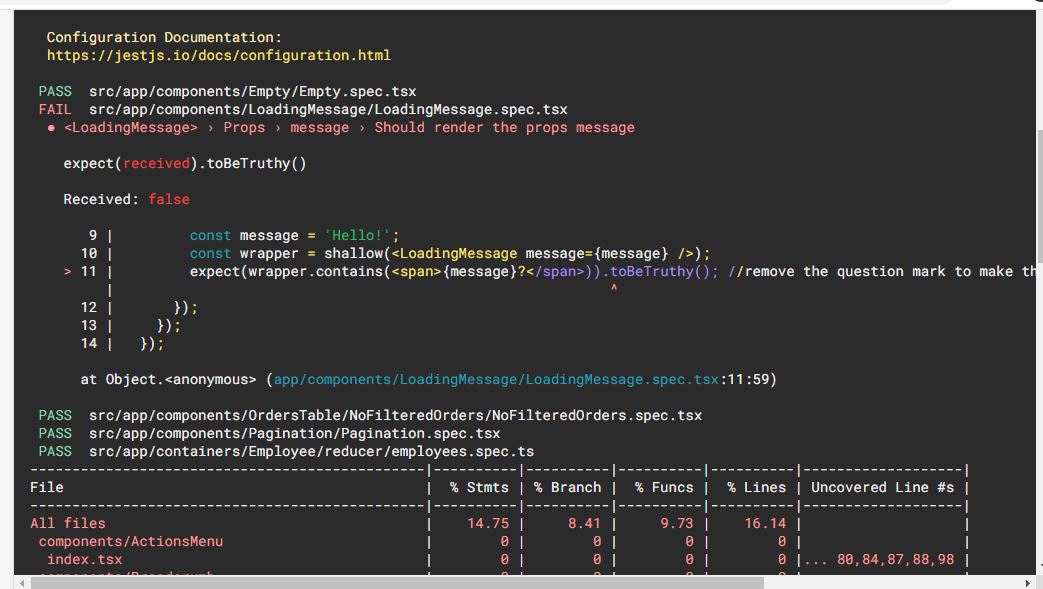 Configuration Documentation:
https://jestjs.io/docs/configuration.html
PASS src/app/components/Empty/Empty.spec.tsx
FAIL src/app/components/LoadingMessage/LoadingMessage.spec.tsx
● <LoadingMessage> › Props › message › Should render the props message
expect(received).toBeTruthy()
Received: false
9 | const message = 'Hello!';
10 | const wrapper = shallow(<LoadingMessage message={message} />);
> 11 | expect(wrapper.contains(<span>{message}?</span>)).toBeTruthy(); //remove the question mark to make th
| ^
12 | });
13 | });
14 | });
at Object.<anonymous> (app/components/LoadingMessage/LoadingMessage.spec.tsx:11:59)
PASS src/app/components/OrdersTable/NoFilteredOrders/NoFilteredOrders.spec.tsx
PASS src/app/components/Pagination/Pagination.spec.tsx
PASS src/app/containers/Employee/reducer/employees.spec.ts
File | % Stmts | % Branch | % Funcs | % Lines | Uncovered Line #s |
All files | 14.75 | 8.41 | 9.73 | 16.14 | |
components/ActionsMenu | 0 | 0 | 0 | 0 | |
index.tsx | 0 | 0 | 0 | 0 |... 80,84,87,88,98 |